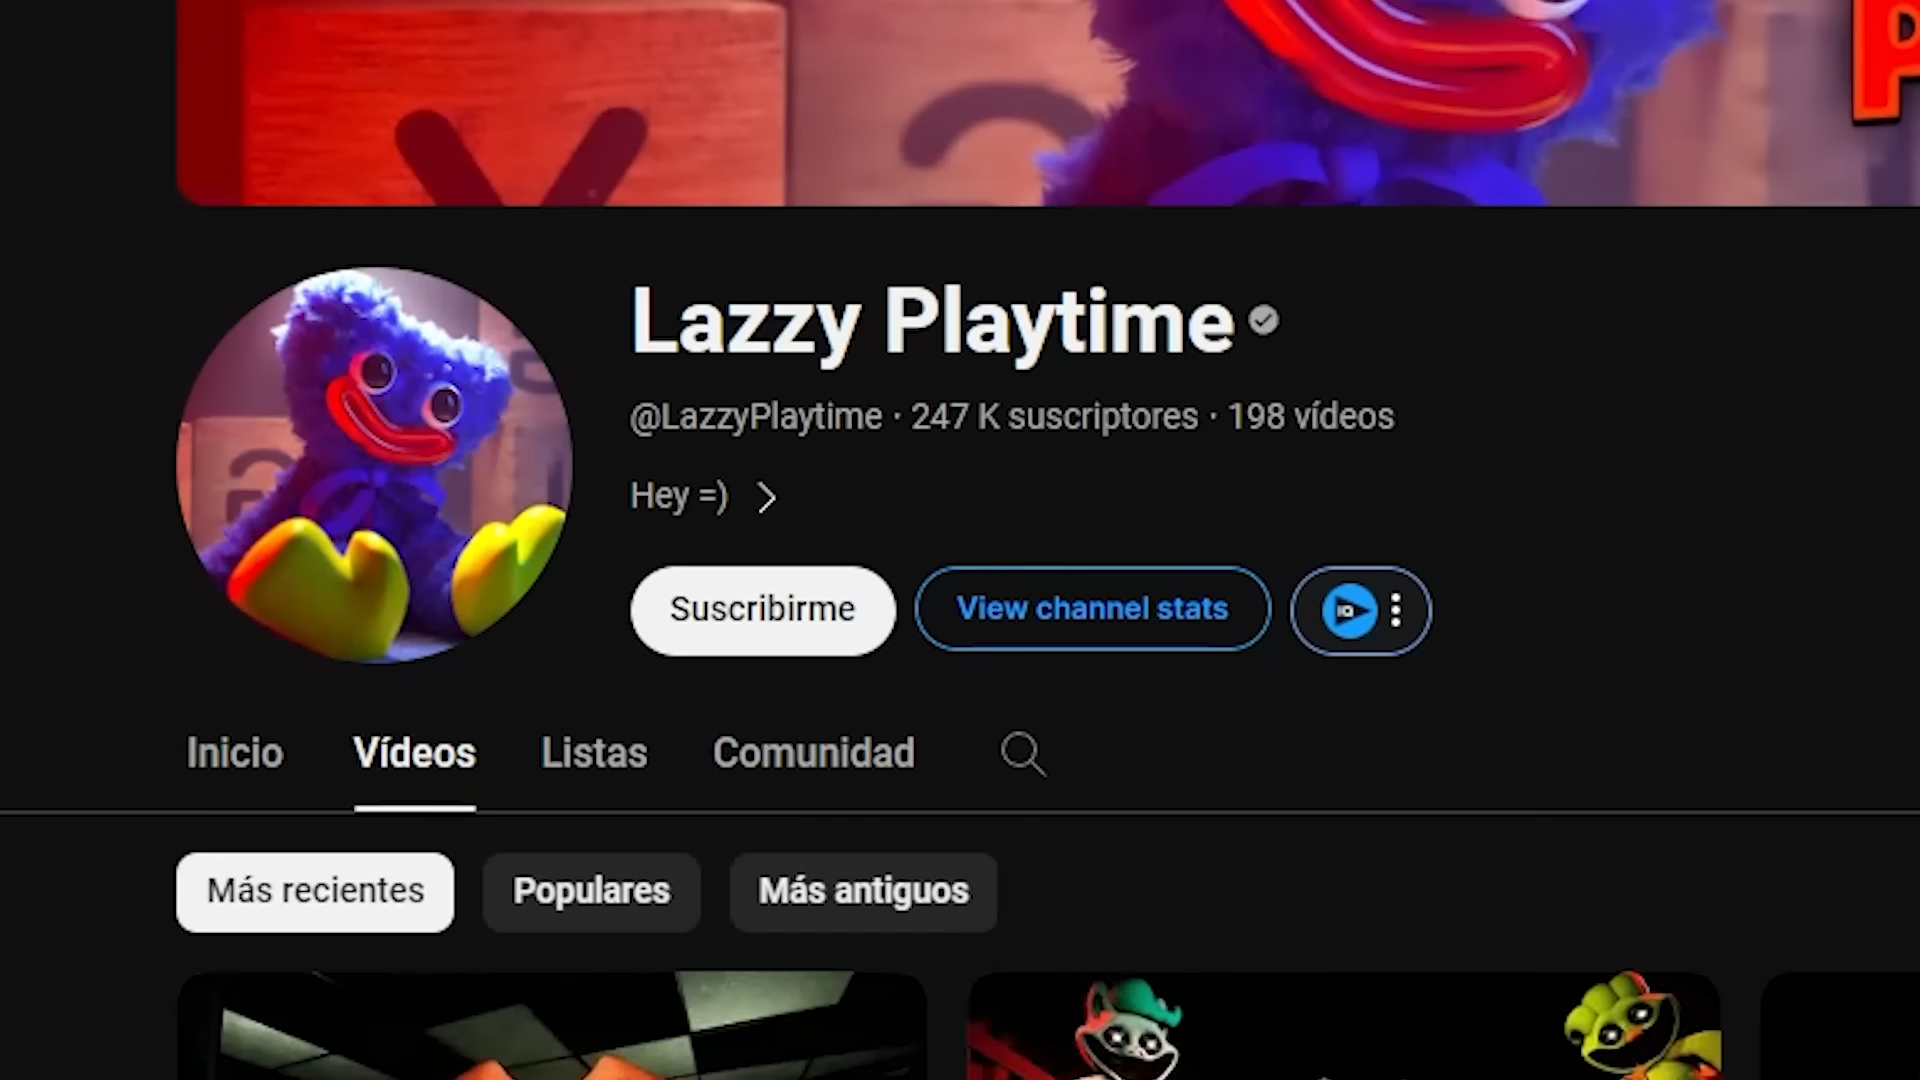 P
Lazzy Playtime
@LazzyPlaytime · 247 K suscriptores · 198 vídeos
Hey =)
Suscribirme
View channel stats
IQ
Inicio
Vídeos
Listas
Comunidad
Más recientes
Populares
Más antiguos